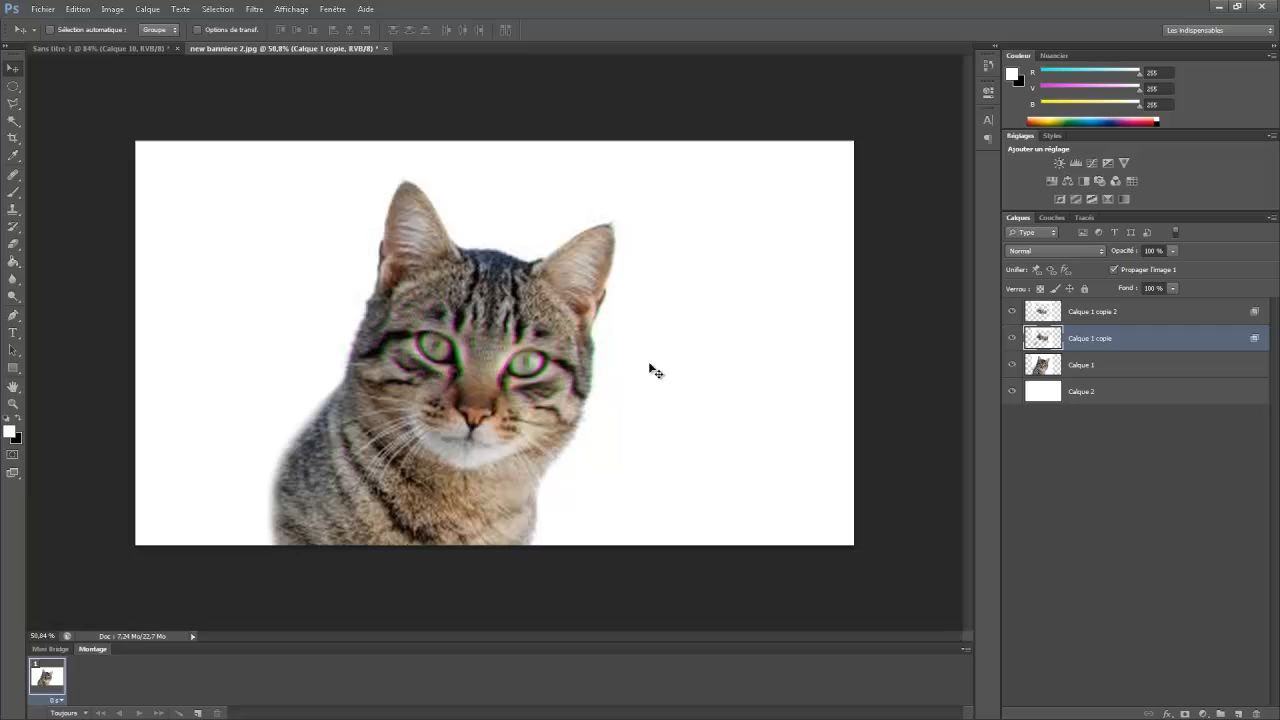 Ps Fichier Edition Image Calque Texte Sélection Filtre Affichage Fenêtre Aide
Sélection automatique : Groupe Options de transf. Les indispensables
Sans titre-1 @ 84% (Calque 10, RVB/8) * × new banniere 2.jpg @ 50,8% (Calque 1 copie, RVB/8) * ×
Couleur Nuancier
R 255
V 255
B 255
Réglages Styles
Ajouter un réglage
Calques Couches Tracés
Type
Normal Opacité : 100 %
Unifier : Propager l'image 1
Verrou : Fond : 100 %
Calque 1 copie 2
Calque 1 copie
Calque 1
Calque 2
50,84 % Doc : 7,24 Mo/22,7 Mo
Mini Bridge Montage
1
0 s
Toujours